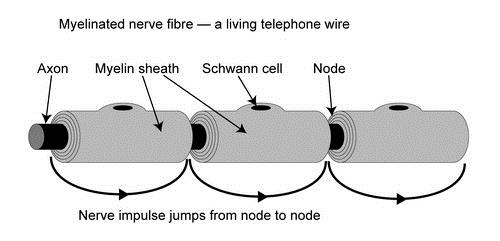 Myelinated nerve fibre — a living telephone wire
Axon
Myelin sheath
Schwann cell
Node
Nerve impulse jumps from node to node